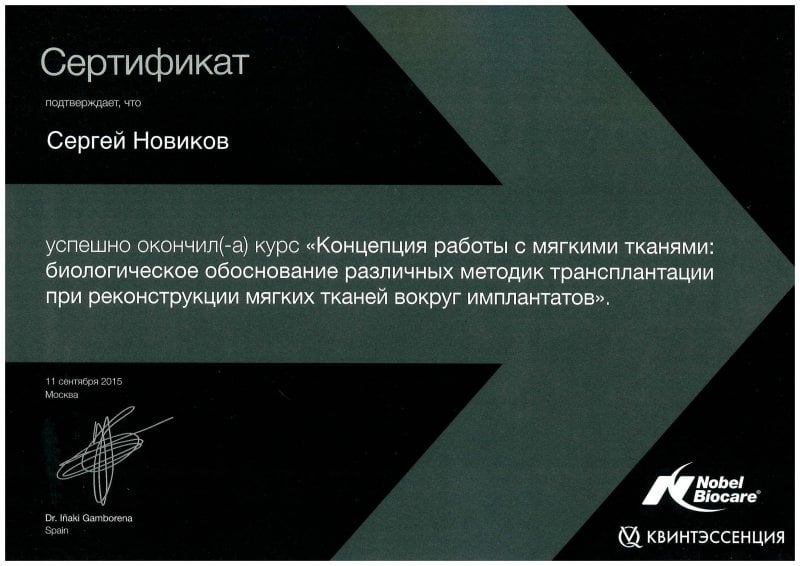 Сертификат
подтверждает, что
Сергей Новиков
успешно окончил(-а) курс «Концепция работы с мягкими тканями:
биологическое обоснование различных методик трансплантации
при реконструкции мягких тканей вокруг имплантатов».
11 сентября 2015
Москва
Dr. Iñaki Gamborena
Spain
Nobel
Biocare®
КВИНТЭССЕНЦИЯ